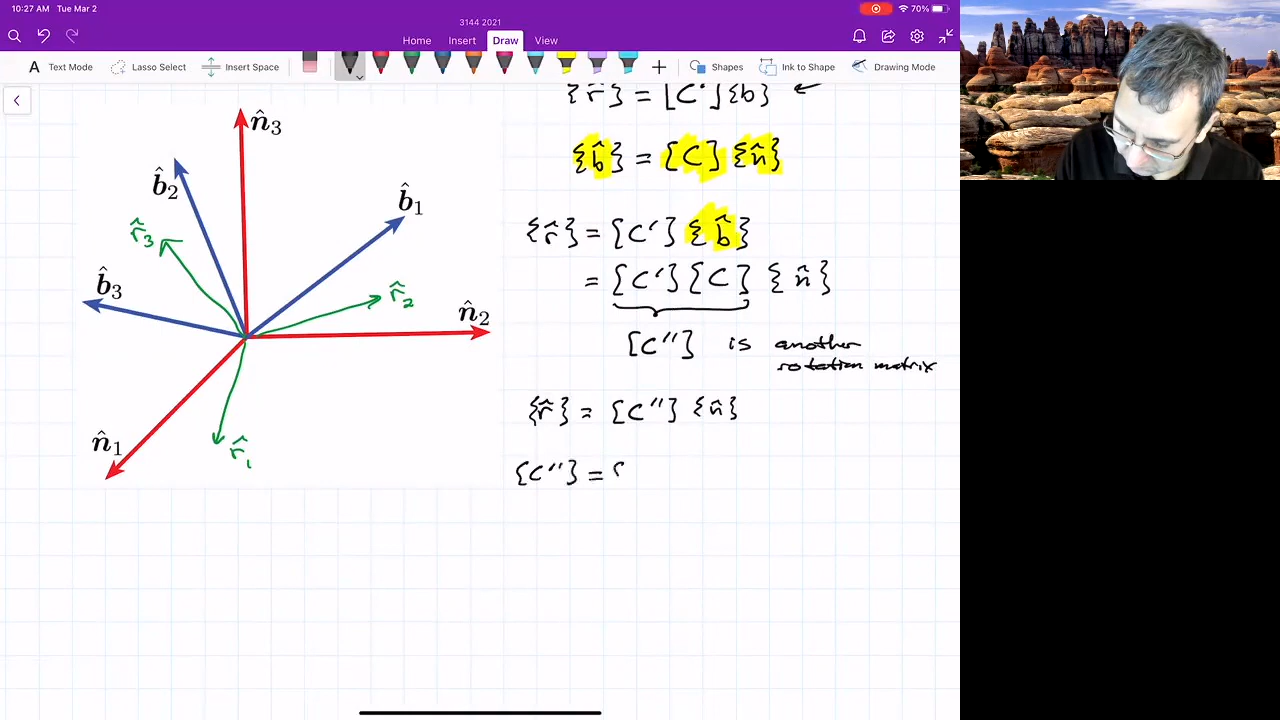 10:27 AM Tue Mar 2
70%
3144 2021
Home Insert Draw View
Text Mode Lasso Select Insert Space Shapes Ink to Shape Drawing Mode
n̂3
b̂2
b̂1
r̂3
b̂3
r̂2
n̂2
n̂1
r̂1
{r̂} = [C'] {b}
{b̂} = [C] {n̂}
{r̂} = [C'] {b̂}
= [C'] [C] {n̂}
[C''] is another
rotation matrix
{r̂} = [C''] {n̂}
[C''] =